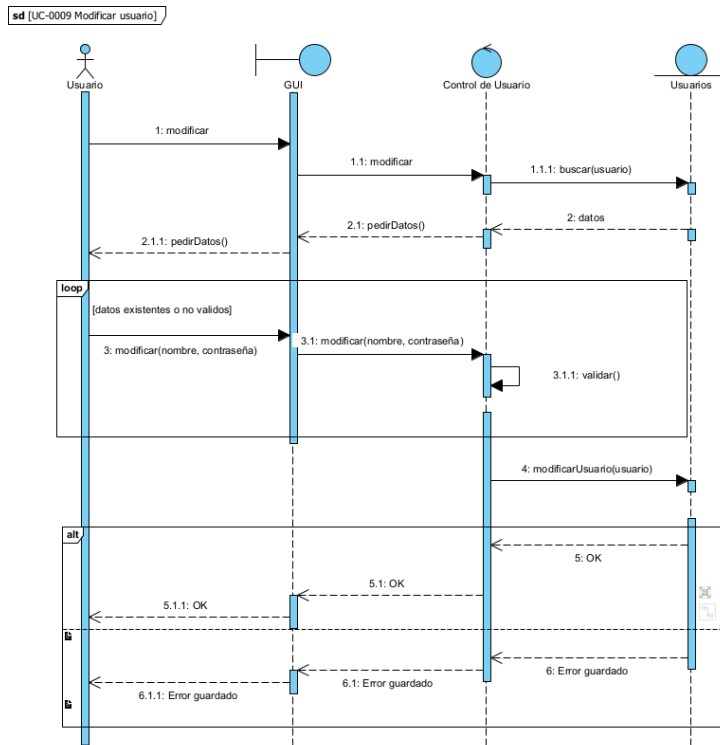 sd [UC-0009 Modificar usuario]
Usuario
GUI
Control de Usuario
Usuarios
1: modificar
1.1: modificar
1.1.1: buscar(usuario)
2: datos
2.1: pedirDatos()
2.1.1: pedirDatos()
loop
[datos existentes o no validos]
3: modificar(nombre, contraseña)
3.1: modificar(nombre, contraseña)
3.1.1: validar()
4: modificarUsuario(usuario)
alt
5: OK
5.1: OK
5.1.1: OK
6: Error guardado
6.1: Error guardado
6.1.1: Error guardado